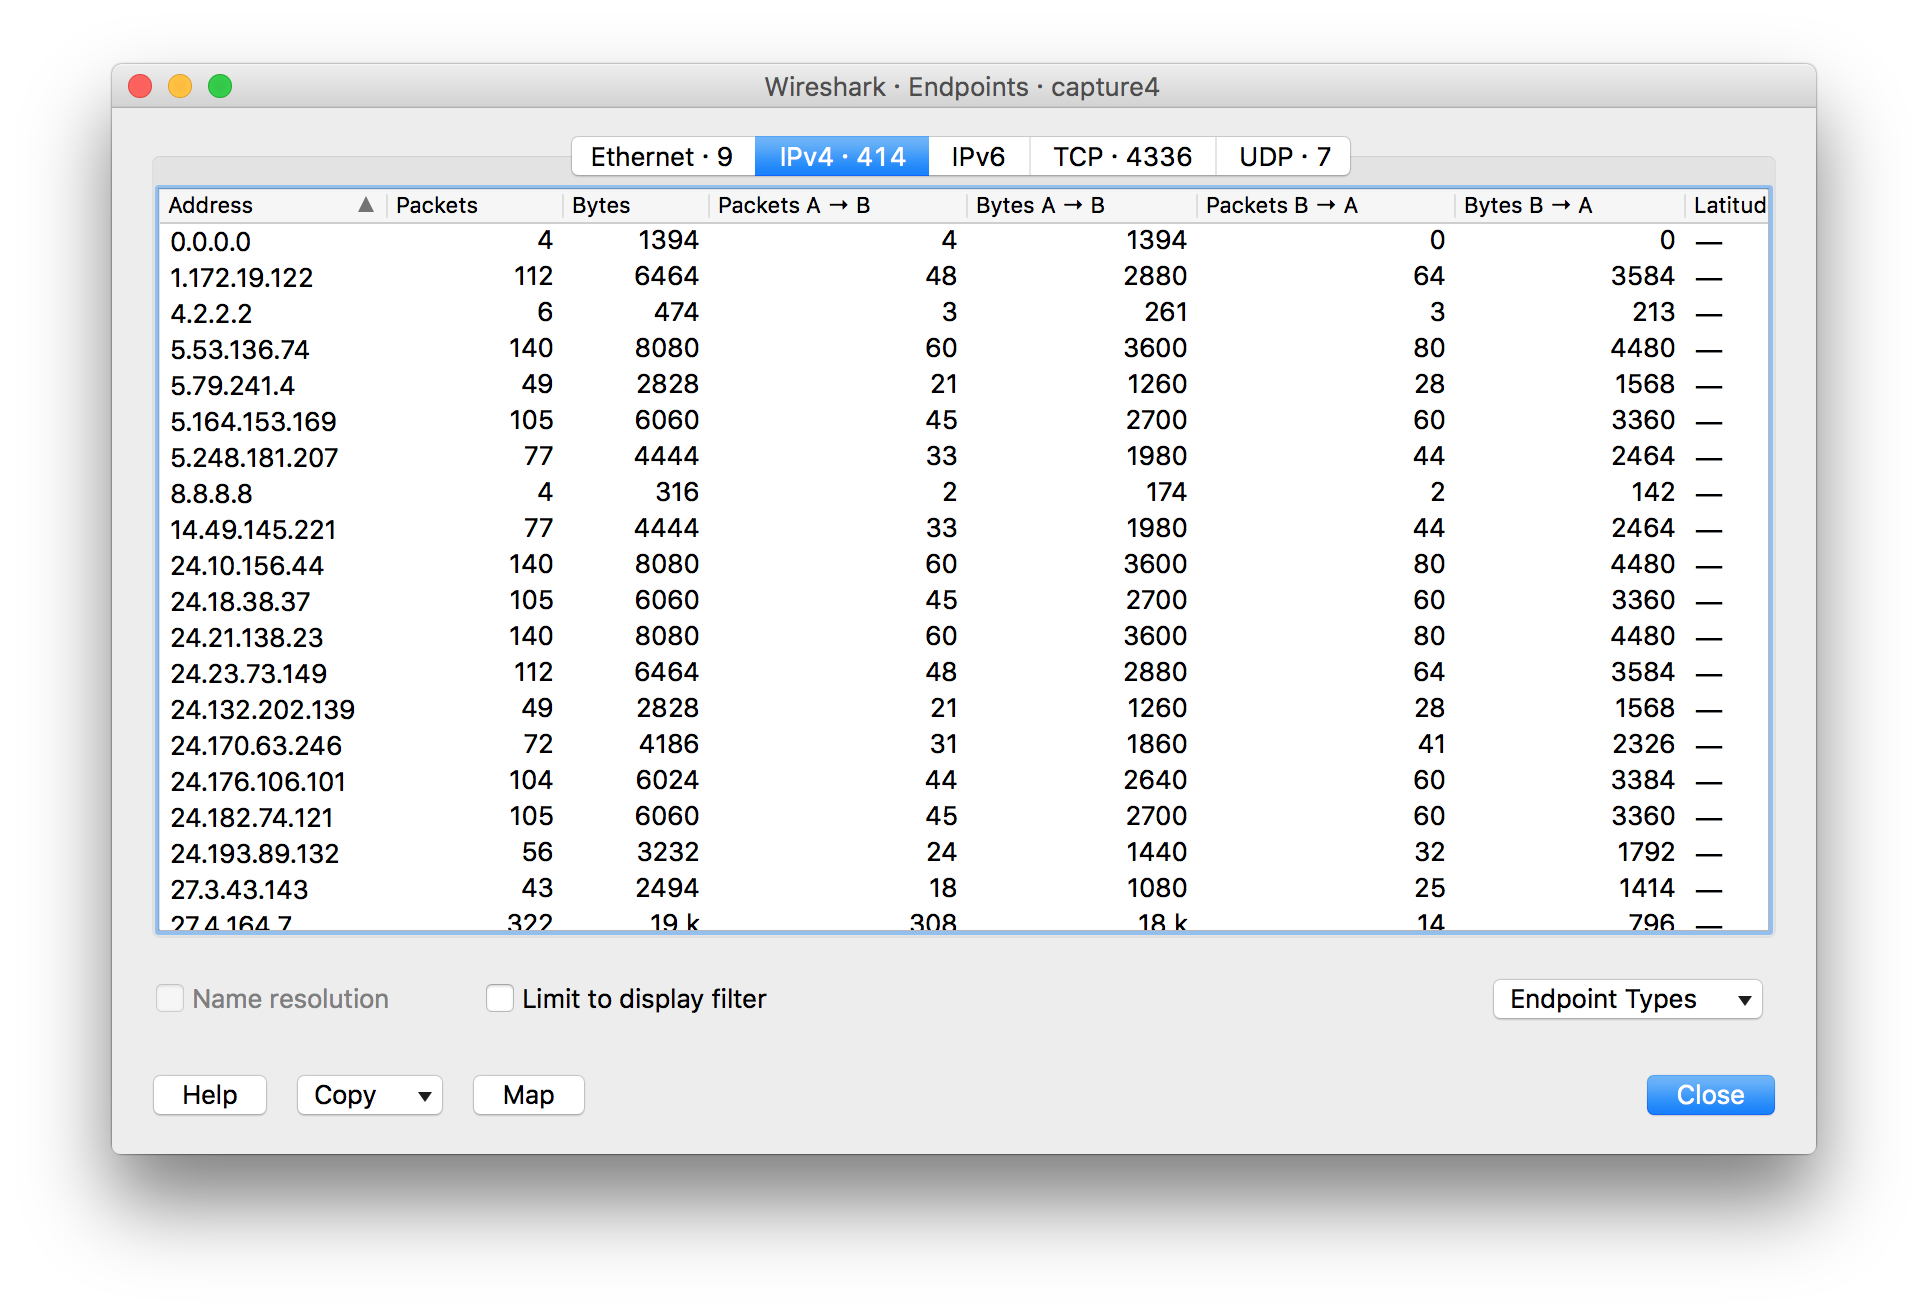 Wireshark · Endpoints · capture4
Ethernet · 9 IPv4 · 414 IPv6 TCP · 4336 UDP · 7
Address ▲ Packets Bytes Packets A → B Bytes A → B Packets B → A Bytes B → A Latitud
0.0.0.0 4 1394 4 1394 0 0 —
1.172.19.122 112 6464 48 2880 64 3584 —
4.2.2.2 6 474 3 261 3 213 —
5.53.136.74 140 8080 60 3600 80 4480 —
5.79.241.4 49 2828 21 1260 28 1568 —
5.164.153.169 105 6060 45 2700 60 3360 —
5.248.181.207 77 4444 33 1980 44 2464 —
8.8.8.8 4 316 2 174 2 142 —
14.49.145.221 77 4444 33 1980 44 2464 —
24.10.156.44 140 8080 60 3600 80 4480 —
24.18.38.37 105 6060 45 2700 60 3360 —
24.21.138.23 140 8080 60 3600 80 4480 —
24.23.73.149 112 6464 48 2880 64 3584 —
24.132.202.139 49 2828 21 1260 28 1568 —
24.170.63.246 72 4186 31 1860 41 2326 —
24.176.106.101 104 6024 44 2640 60 3384 —
24.182.74.121 105 6060 45 2700 60 3360 —
24.193.89.132 56 3232 24 1440 32 1792 —
27.3.43.143 43 2494 18 1080 25 1414 —
27.4.164.7 322 19 k 308 18 k 14 796 —
Name resolution Limit to display filter Endpoint Types ▼
Help Copy ▼ Map Close